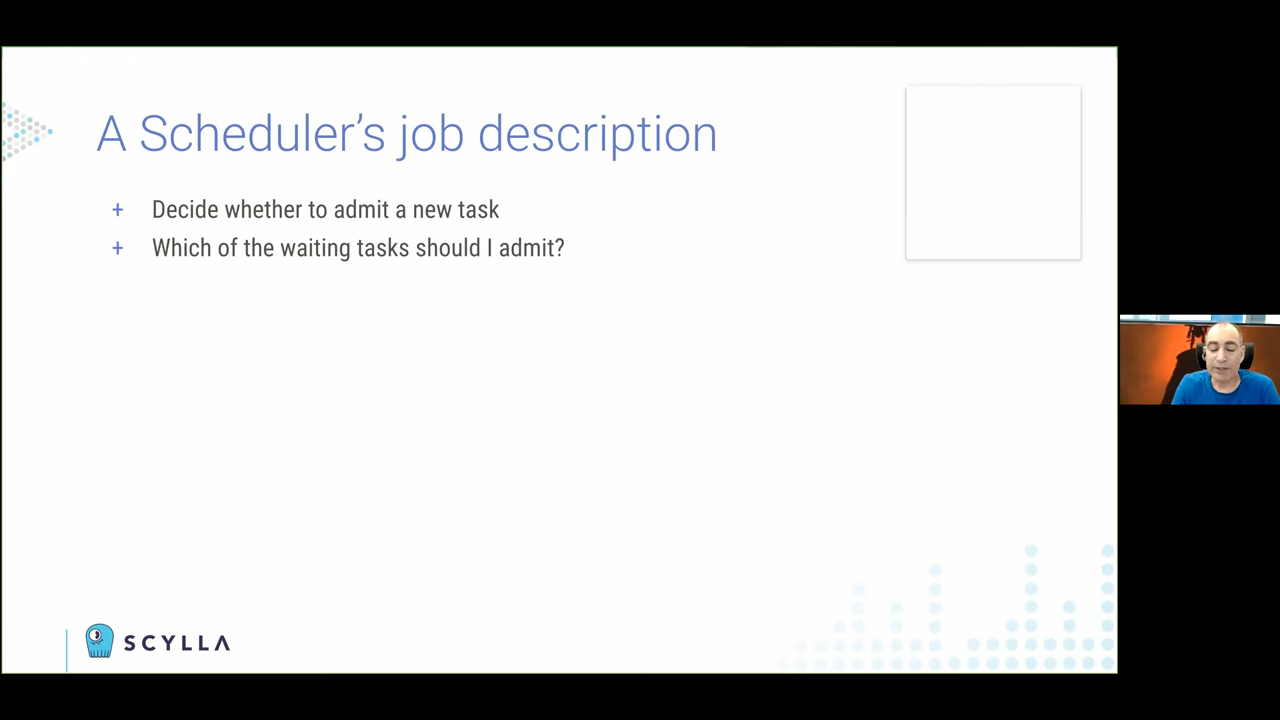 A Scheduler's job description
+ Decide whether to admit a new task
+ Which of the waiting tasks should I admit?
SCYLLA